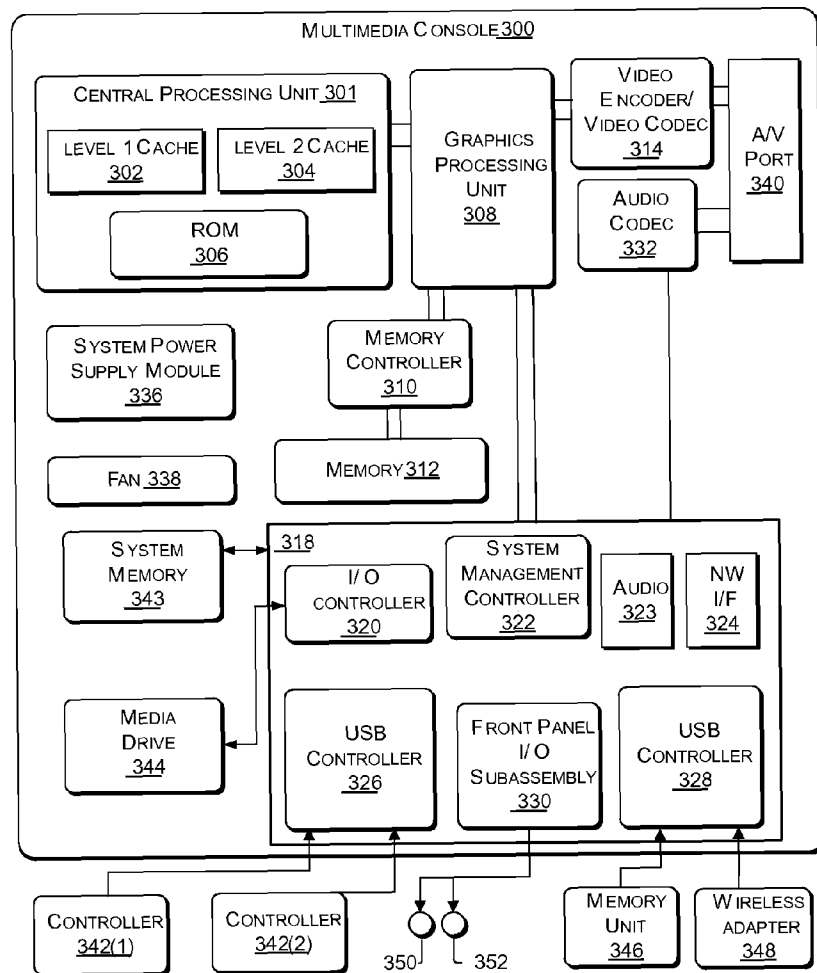 MULTIMEDIA CONSOLE 300
CENTRAL PROCESSING UNIT 301
LEVEL 1 CACHE
302
LEVEL 2 CACHE
304
ROM
306
GRAPHICS
PROCESSING
UNIT
308
VIDEO
ENCODER/
VIDEO CODEC
314
A/V
PORT
340
AUDIO
CODEC
332
SYSTEM POWER
SUPPLY MODULE
336
MEMORY
CONTROLLER
310
FAN 338
MEMORY 312
SYSTEM
MEMORY
343
318
I/O
CONTROLLER
320
SYSTEM
MANAGEMENT
CONTROLLER
322
AUDIO
323
NW
I/F
324
MEDIA
DRIVE
344
USB
CONTROLLER
326
FRONT PANEL
I/O
SUBASSEMBLY
330
USB
CONTROLLER
328
CONTROLLER
342(1)
CONTROLLER
342(2)
350
352
MEMORY
UNIT
346
WIRELESS
ADAPTER
348